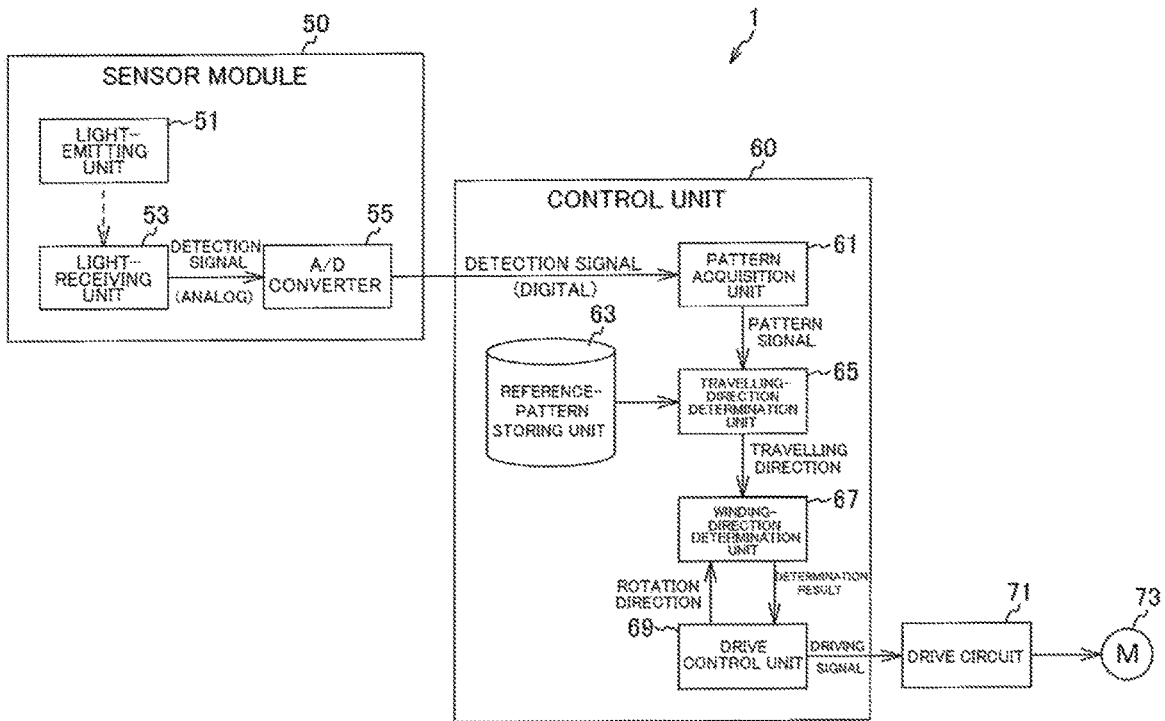 1
50
SENSOR MODULE
51
LIGHT-
EMITTING
UNIT
53
LIGHT-
RECEIVING
UNIT
DETECTION
SIGNAL
(ANALOG)
55
A/D
CONVERTER
60
CONTROL UNIT
DETECTION SIGNAL
(DIGITAL)
61
PATTERN
ACQUISITION
UNIT
PATTERN
SIGNAL
63
REFERENCE-
PATTERN
STORING UNIT
65
TRAVELLING-
DIRECTION
DETERMINATION
UNIT
TRAVELLING
DIRECTION
67
WINDING-
DIRECTION
DETERMINATION
UNIT
ROTATION
DIRECTION
DETERMINATION
RESULT
69
DRIVE
CONTROL UNIT
DRIVING
SIGNAL
71
DRIVE CIRCUIT
73
M